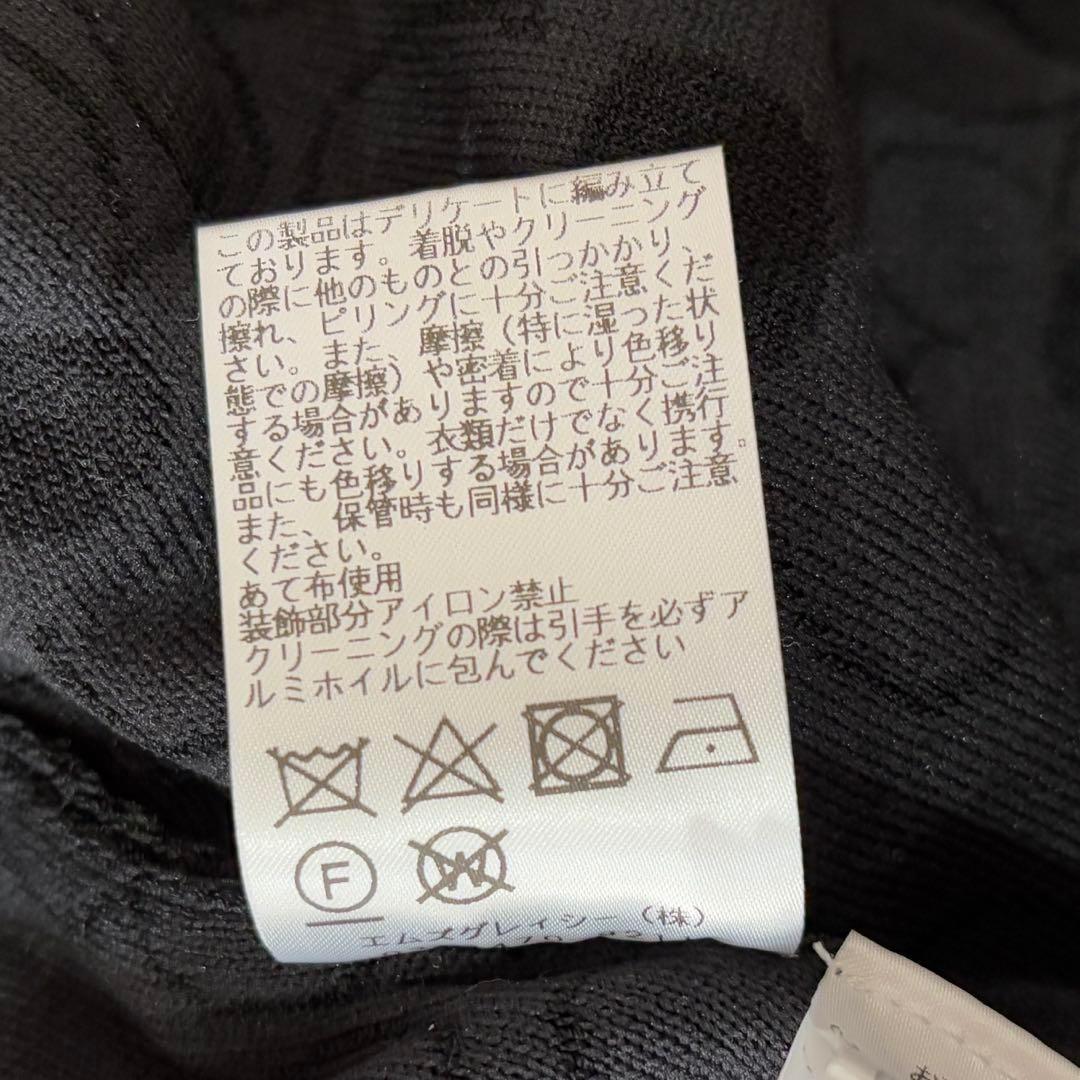 この製品はデリケートに編み立て
ております。着脱やクリーニング
の際に他のものとの引っかかり、
擦れ、ピリングに十分ご注意くだ
さい。また、摩擦(特に湿った状
態での摩擦)や密着により色移り
する場合がありますので十分ご注
意ください。衣類だけでなく携行
品にも色移りする場合があります。
また、保管時も同様に十分ご注意
ください。
あて布使用
装飾部分アイロン禁止
クリーニングの際は引手を必ずア
ルミホイルに包んでください
F
W
エムズグレイシー(株)